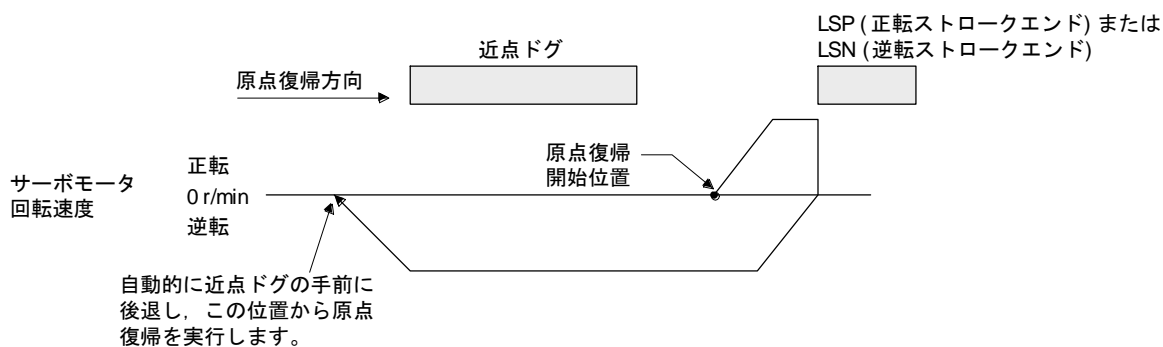 LSP (正転ストロークエンド) または
LSN (逆転ストロークエンド)
近点ドグ
原点復帰方向
原点復帰
開始位置
正転
サーボモータ
回転速度
0 r/min
逆転
自動的に近点ドグの手前に
後退し，この位置から原点
復帰を実行します。